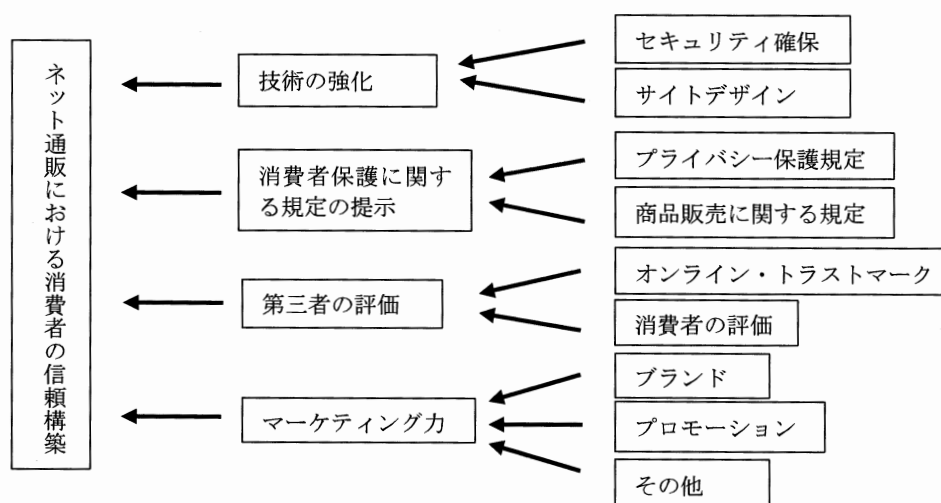 ネット通販における消費者の信頼構築
技術の強化
セキュリティ確保
サイトデザイン
消費者保護に関す
る規定の提示
プライバシー保護規定
商品販売に関する規定
第三者の評価
オンライン・トラストマーク
消費者の評価
マーケティング力
ブランド
プロモーション
その他